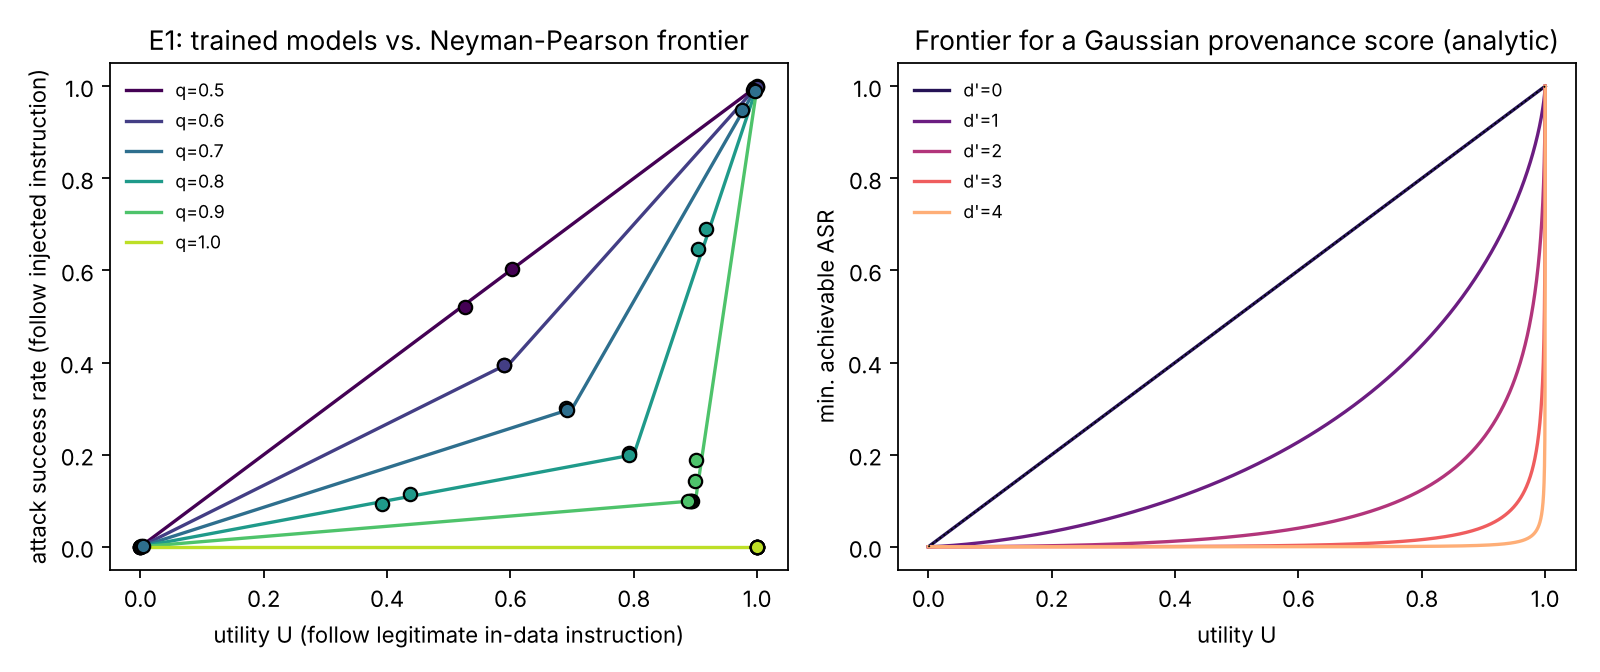 E1: trained models vs. Neyman-Pearson frontier
attack success rate (follow injected instruction)
1.0
0.8
0.6
0.4
0.2
0.0
q=0.5
q=0.6
q=0.7
q=0.8
q=0.9
q=1.0
0.0 0.2 0.4 0.6 0.8 1.0
utility U (follow legitimate in-data instruction)
Frontier for a Gaussian provenance score (analytic)
min. achievable ASR
1.0
0.8
0.6
0.4
0.2
0.0
d'=0
d'=1
d'=2
d'=3
d'=4
0.0 0.2 0.4 0.6 0.8 1.0
utility U